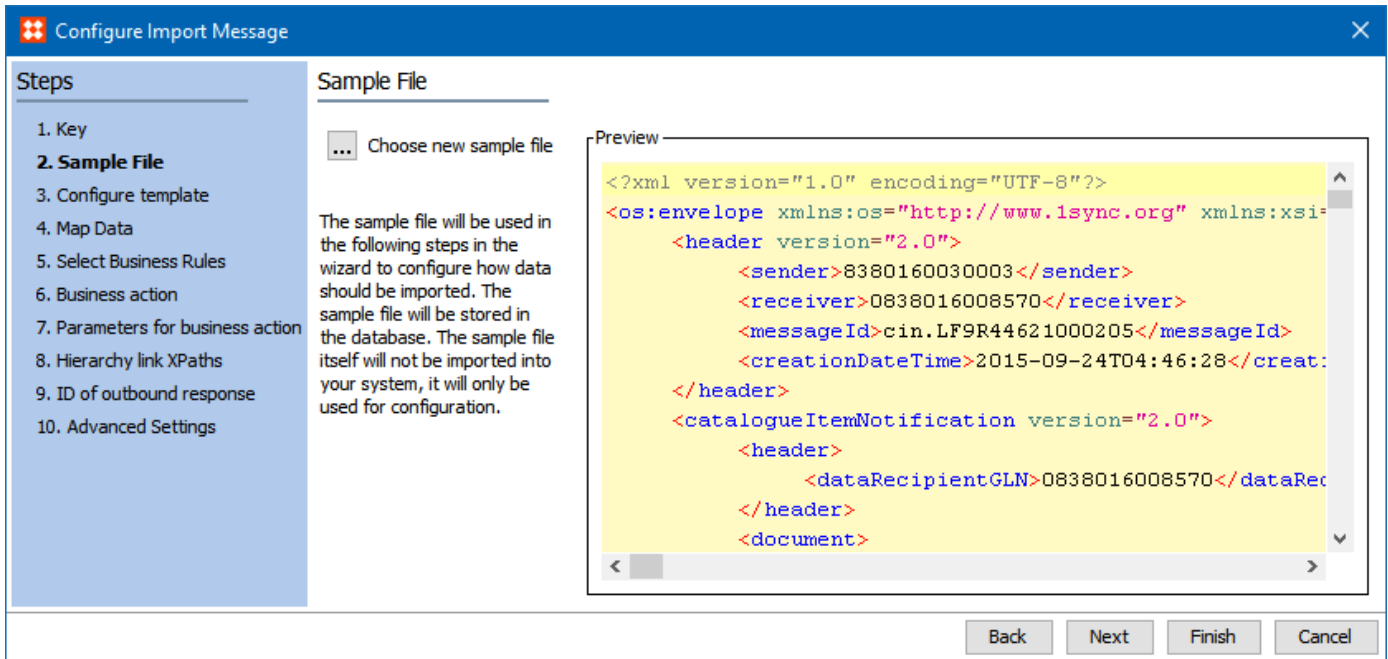 Configure Import Message
Steps
1. Key
2. Sample File
3. Configure template
4. Map Data
5. Select Business Rules
6. Business action
7. Parameters for business action
8. Hierarchy link XPaths
9. ID of outbound response
10. Advanced Settings
Sample File
... Choose new sample file
The sample file will be used in
the following steps in the
wizard to configure how data
should be imported. The
sample file will be stored in
the database. The sample file
itself will not be imported into
your system, it will only be
used for configuration.
Preview
<?xml version="1.0" encoding="UTF-8"?>
<os:envelope xmlns:os="http://www.1sync.org" xmlns:xsi=
<header version="2.0">
<sender>8380160030003</sender>
<receiver>0838016008570</receiver>
<messageId>cin.LF9R44621000205</messageId>
<creationDateTime>2015-09-24T04:46:28</creati
</header>
<catalogueItemNotification version="2.0">
<header>
<dataRecipientGLN>0838016008570</dataRec
</header>
<document>
Back Next Finish Cancel